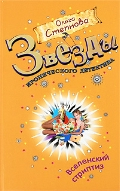 Ольга Степнова
Звезды
иронического детектива
Вселенский
стриптиз